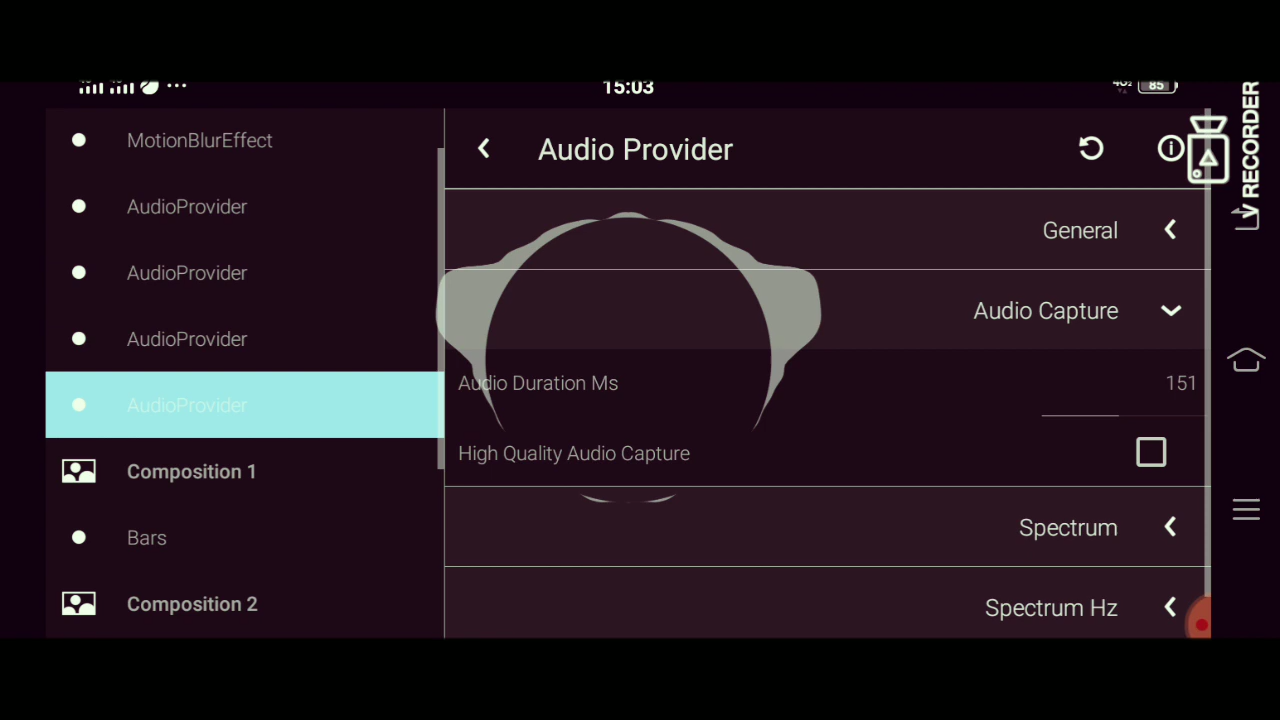 15:03
85
MotionBlurEffect
AudioProvider
AudioProvider
AudioProvider
AudioProvider
Composition 1
Bars
Composition 2
Audio Provider
General
Audio Capture
Audio Duration Ms
151
High Quality Audio Capture
Spectrum
Spectrum Hz
V RECORDER